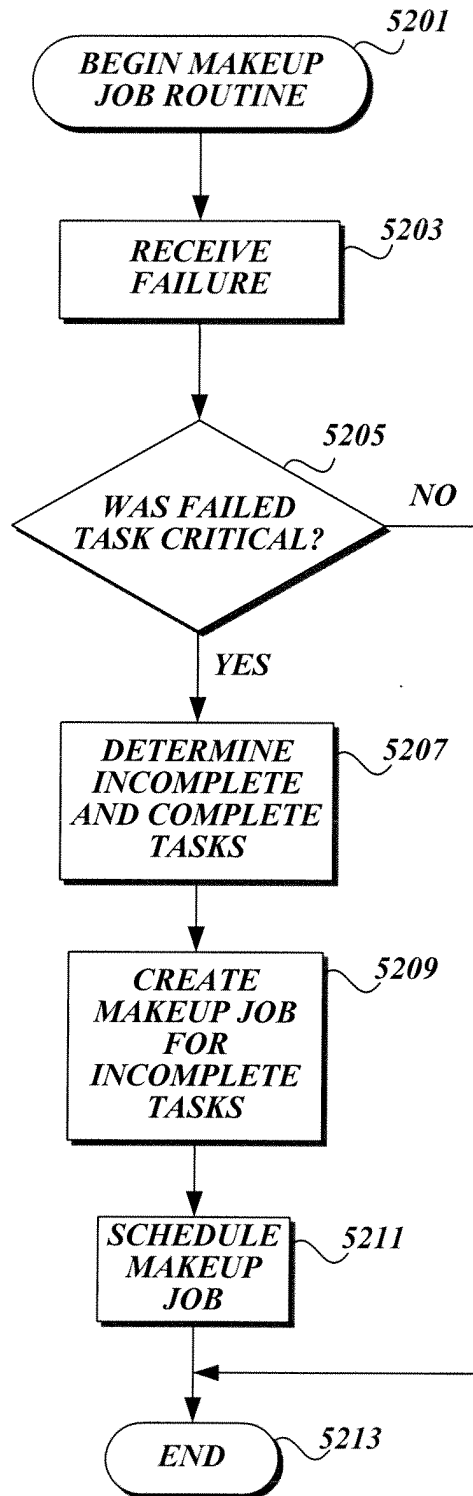 5201
BEGIN MAKEUP
JOB ROUTINE
5203
RECEIVE
FAILURE
5205
WAS FAILED
TASK CRITICAL?
NO
YES
5207
DETERMINE
INCOMPLETE
AND COMPLETE
TASKS
5209
CREATE
MAKEUP JOB
FOR
INCOMPLETE
TASKS
5211
SCHEDULE
MAKEUP
JOB
END
5213